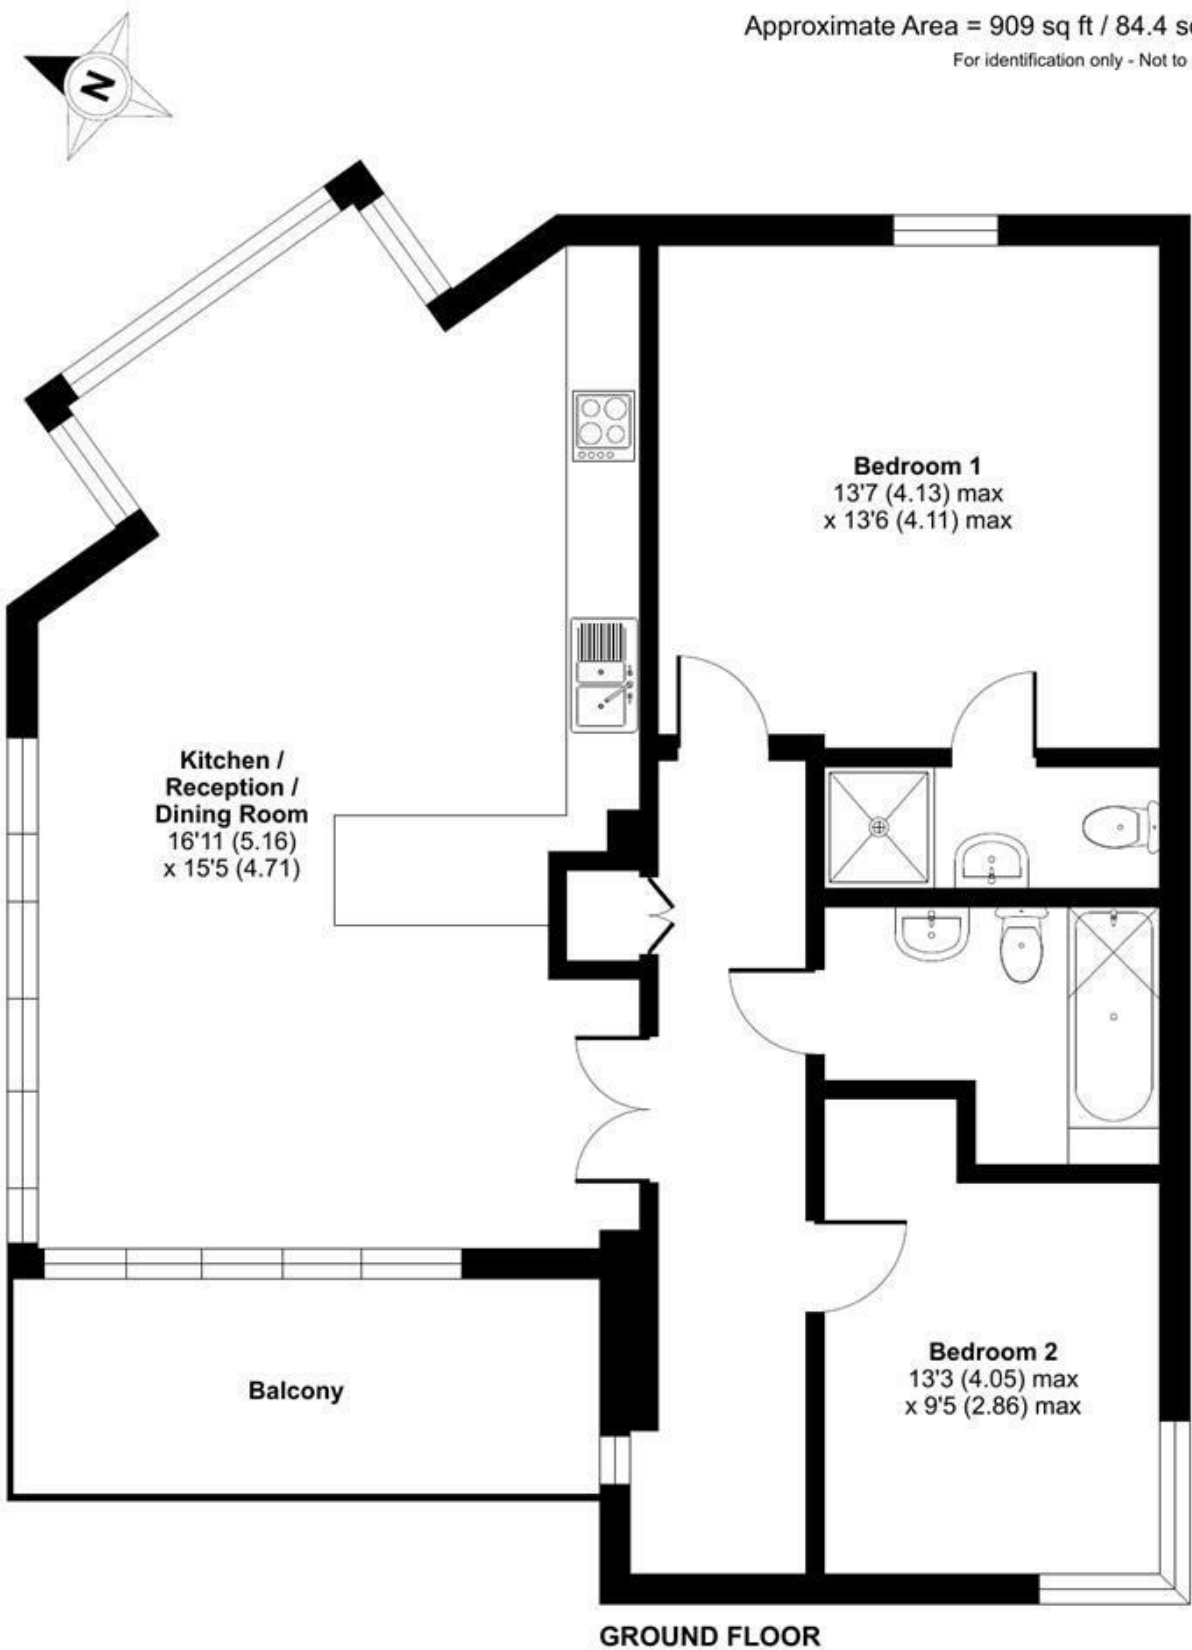 Approximate Area = 909 sq ft / 84.4
For identification only - Not to
N
Bedroom 1
13'7 (4.13) max
x 13'6 (4.11) max
Kitchen /
Reception /
Dining Room
16'11 (5.16)
x 15'5 (4.71)
Bedroom 2
13'3 (4.05) max
x 9'5 (2.86) max
Balcony
GROUND FLOOR